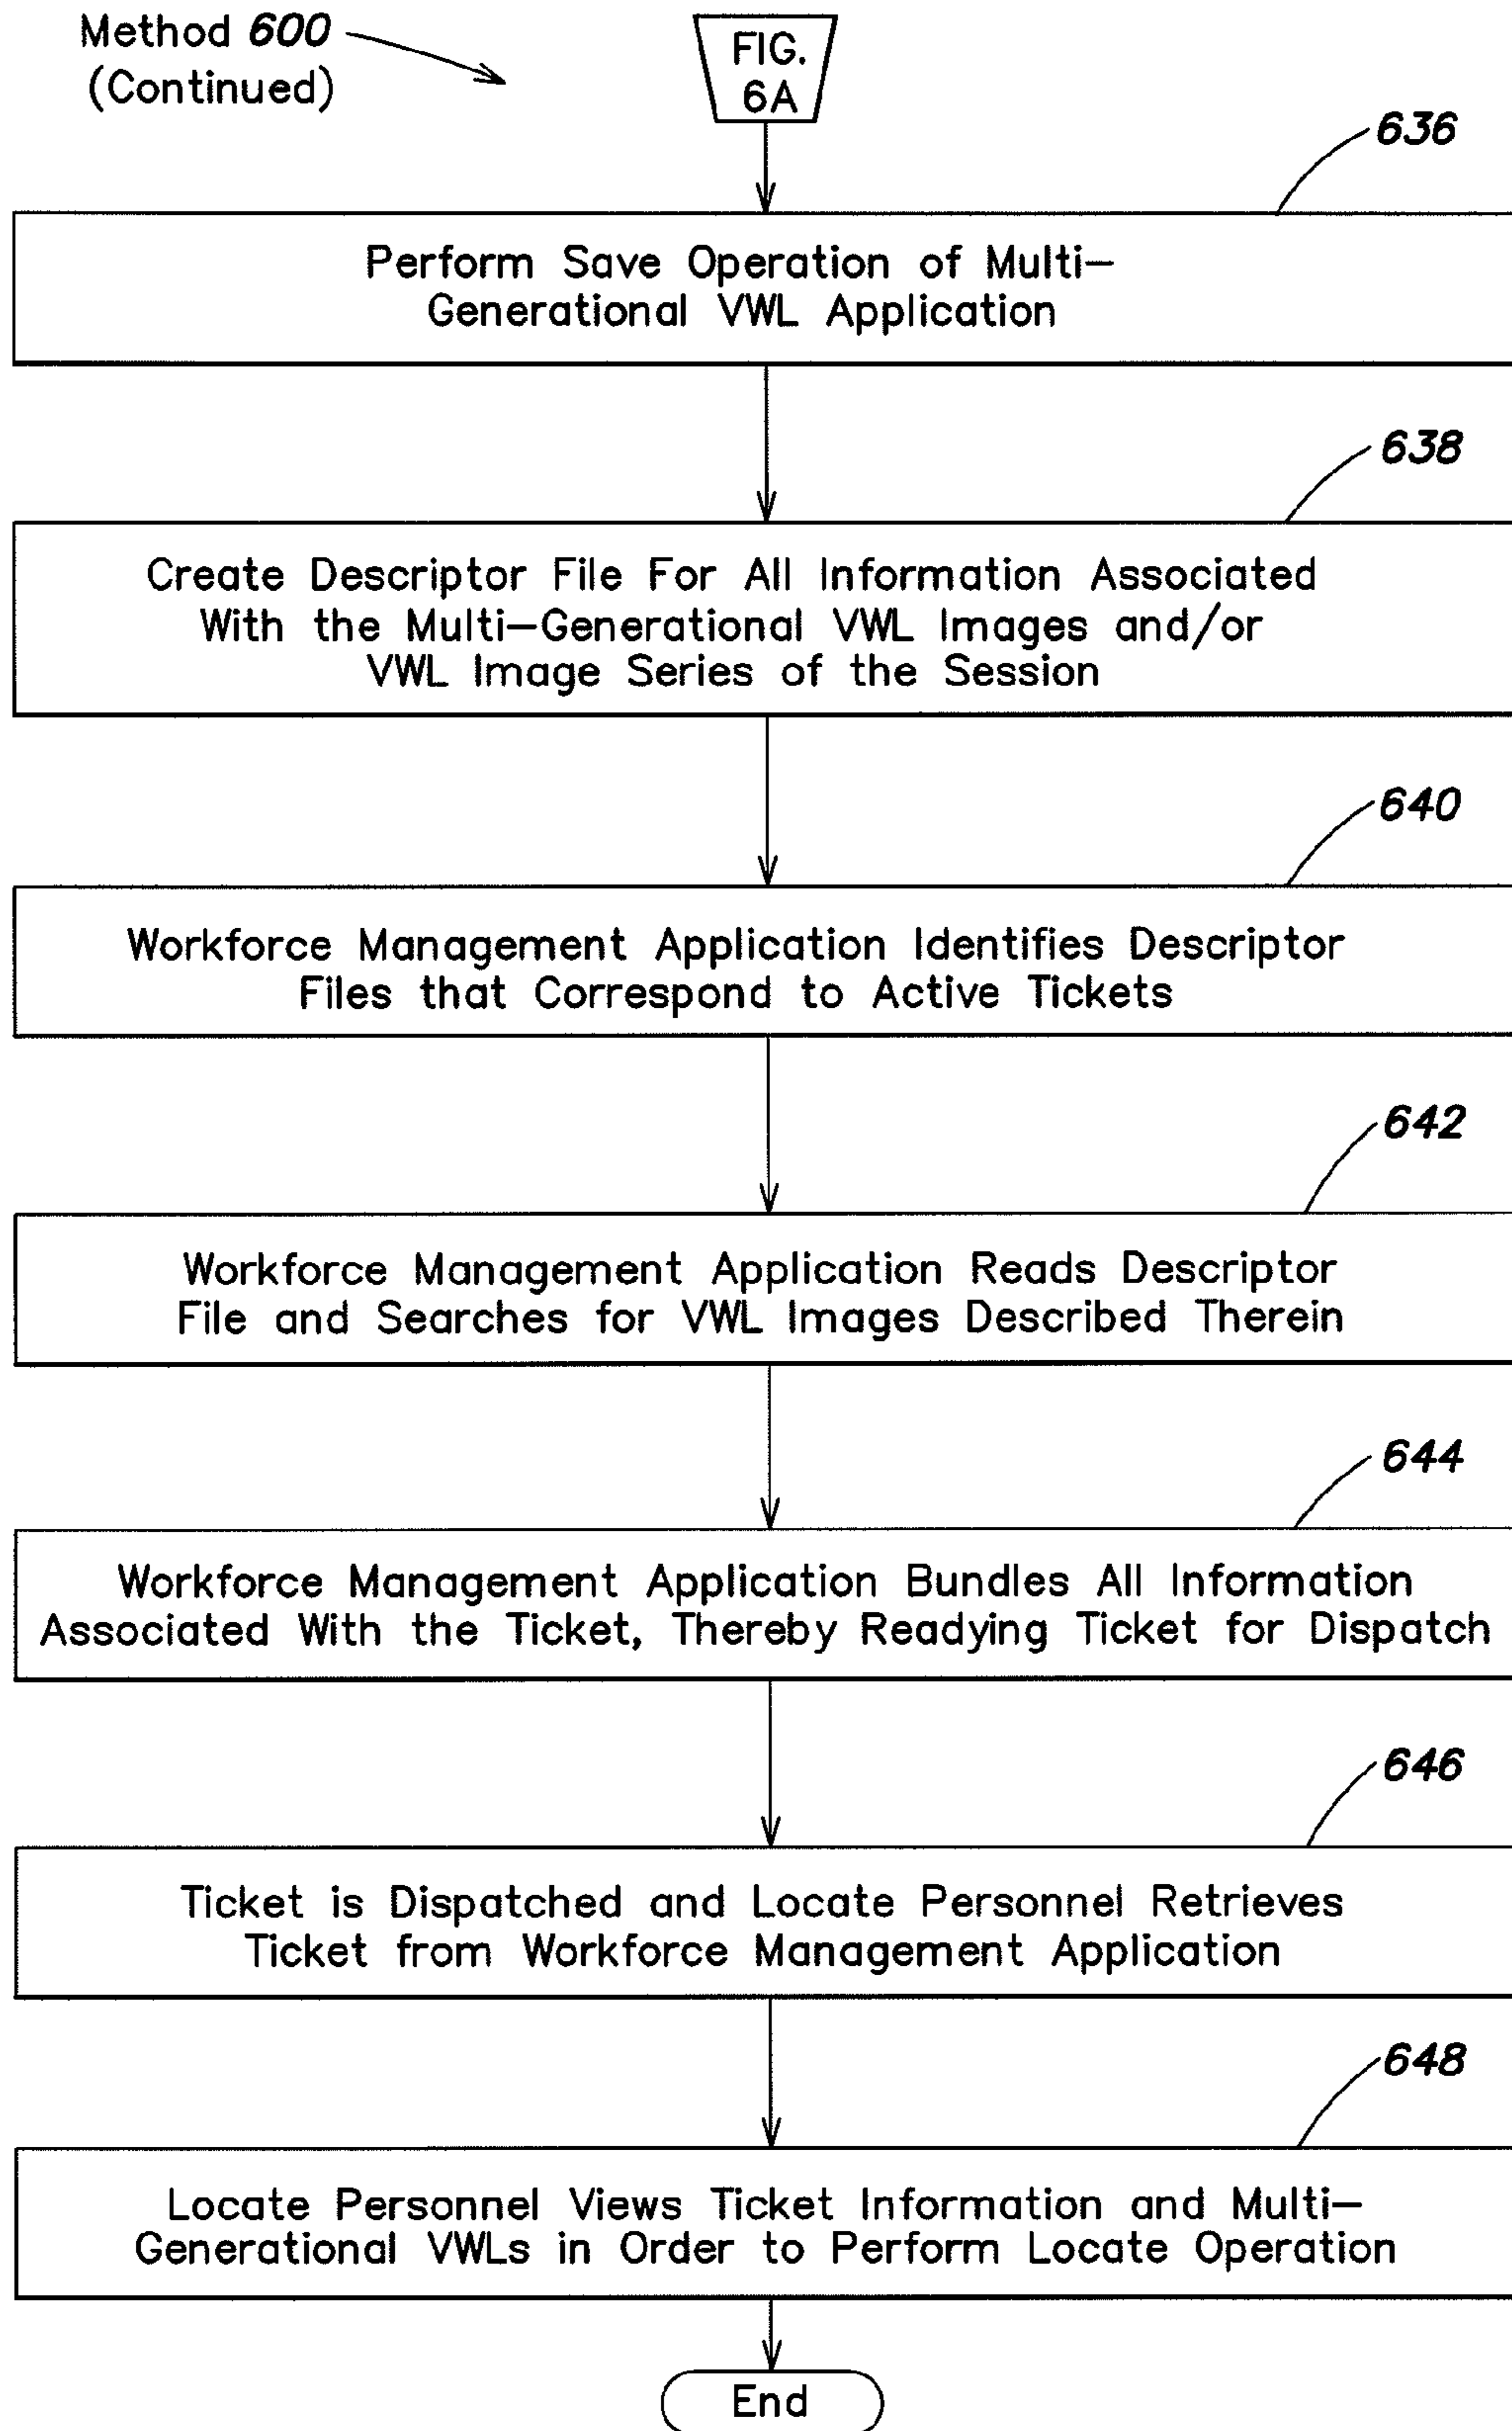 Method 600
(Continued)
FIG.
6A
636
Perform Save Operation of Multi–
Generational VWL Application
638
Create Descriptor File For All Information Associated
With the Multi–Generational VWL Images and/or
VWL Image Series of the Session
640
Workforce Management Application Identifies Descriptor
Files that Correspond to Active Tickets
642
Workforce Management Application Reads Descriptor
File and Searches for VWL Images Described Therein
644
Workforce Management Application Bundles All Information
Associated With the Ticket, Thereby Readying Ticket for Dispatch
646
Ticket is Dispatched and Locate Personnel Retrieves
Ticket from Workforce Management Application
648
Locate Personnel Views Ticket Information and Multi–
Generational VWLs in Order to Perform Locate Operation
End